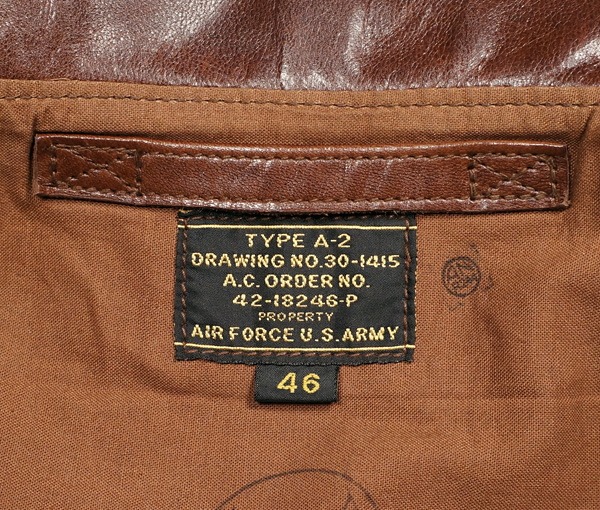 TYPE A-2
DRAWING NO.30-1415
A.C. ORDER NO.
42-18246-P
PROPERTY
AIR FORCE U.S. ARMY
46